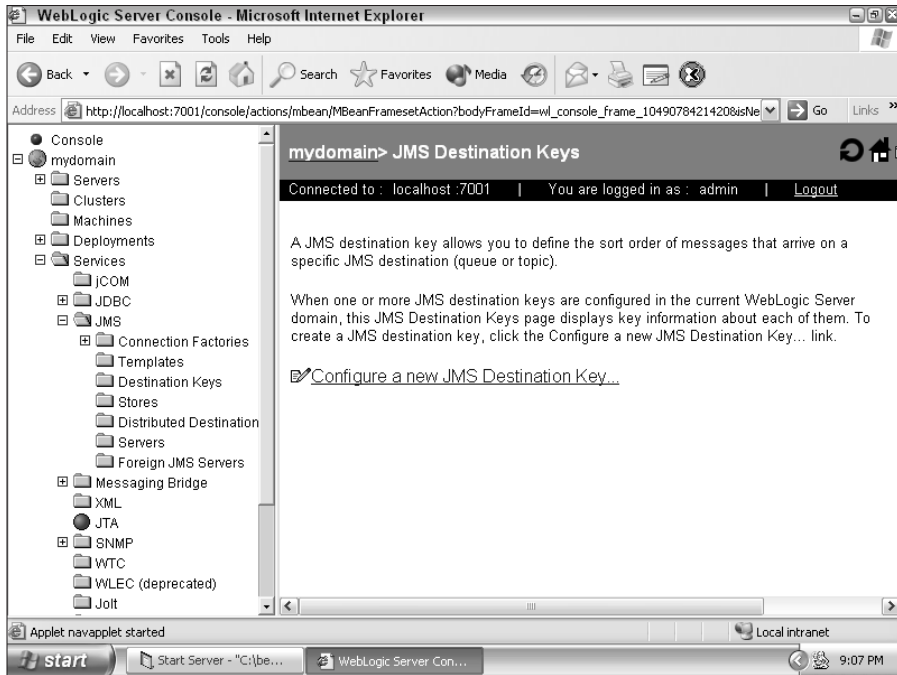 WebLogic Server Console - Microsoft Internet Explorer
File Edit View Favorites Tools Help
Back Search Favorites Media
Address http://localhost:7001/console/actions/mbean/MBeanFramesetAction?bodyFrameId=wl_console_frame_1049078421420&isNe Go Links »
Console
mydomain
Servers
Clusters
Machines
Deployments
Services
jCOM
JDBC
JMS
Connection Factories
Templates
Destination Keys
Stores
Distributed Destination
Servers
Foreign JMS Servers
Messaging Bridge
XML
JTA
SNMP
WTC
WLEC (deprecated)
Jolt
mydomain> JMS Destination Keys
Connected to : localhost :7001 | You are logged in as : admin | Logout
A JMS destination key allows you to define the sort order of messages that arrive on a
specific JMS destination (queue or topic).
When one or more JMS destination keys are configured in the current WebLogic Server
domain, this JMS Destination Keys page displays key information about each of them. To
create a JMS destination key, click the Configure a new JMS Destination Key... link.
Configure a new JMS Destination Key...
Applet navapplet started Local intranet
start Start Server - "C:\be... WebLogic Server Con... 9:07 PM